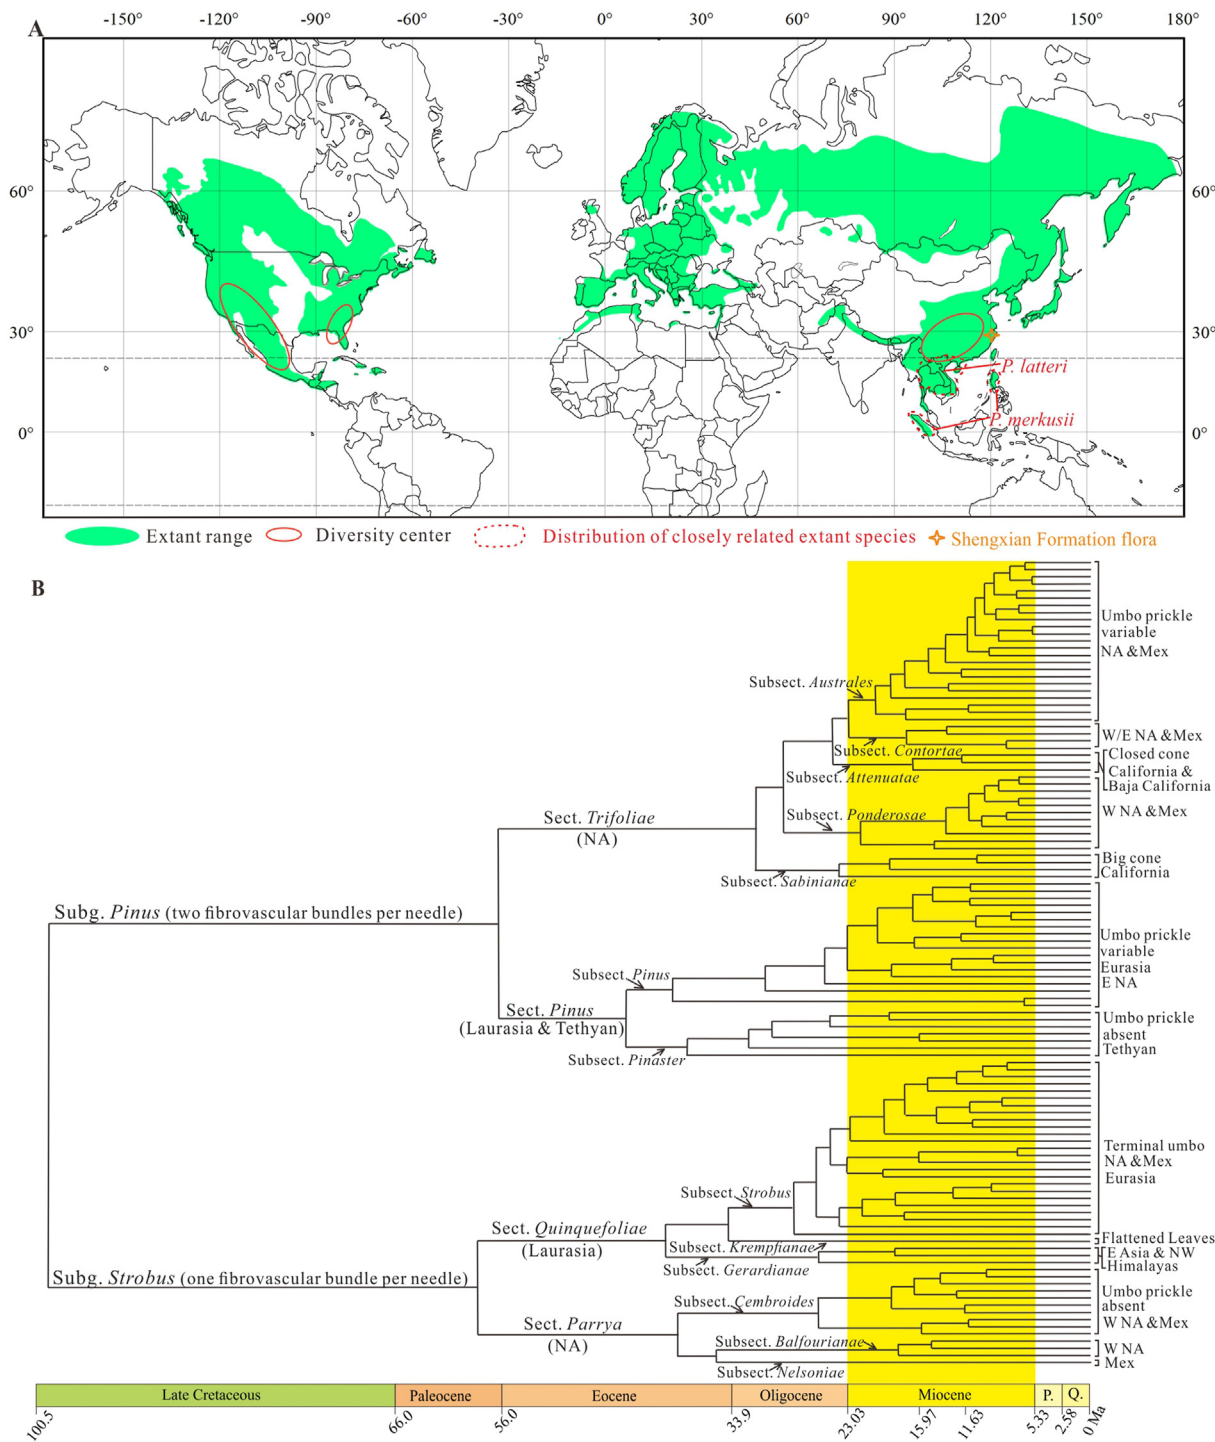 -150° -120° -90° -60° -30° 0° 30° 60° 90° 120° 150° 180°
A
60° 60°
30° 30°
P. latteri
P. merkusii
0° 0°
Extant range Diversity center Distribution of closely related extant species Shengxian Formation flora
B
Umbo prickle
variable
NA &Mex
Subsect. Australes
W/E NA &Mex
Subsect. Contortae
Closed cone
California &
Baja California
Subsect. Attenuatae
W NA &Mex
Subsect. Ponderosae
Sect. Trifoliae
(NA)
Big cone
California
Subsect. Sabinianae
Subg. Pinus (two fibrovascular bundles per needle)
Umbo prickle
variable
Eurasia
E NA
Subsect. Pinus
Sect. Pinus
(Laurasia & Tethyan)
Umbo prickle
absent
Tethyan
Subsect. Pinaster
Terminal umbo
NA &Mex
Eurasia
Subsect. Strobus
Sect. Quinquefoliae
(Laurasia)
Flattened Leaves
Subsect. Krempfianae
E Asia & NW
Himalayas
Subsect. Gerardianae
Subg. Strobus (one fibrovascular bundle per needle)
Umbo prickle
absent
W NA &Mex
Subsect. Cembroides
Sect. Parrya
(NA)
Subsect. Balfourianae
W NA
Mex
Subsect. Nelsoniae
Late Cretaceous Paleocene Eocene Oligocene Miocene P. Q.
100.5 66.0 56.0 33.9 23.03 15.97 11.63 5.33 2.58 0 Ma